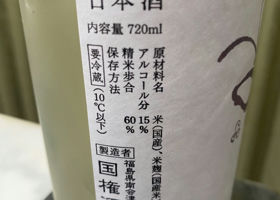 日本酒
内容量 720ml
原材料名 米(国産)、米麹(国産米
アルコール分 15%
精米歩合 60%
保存方法
要冷蔵(10℃以下)
製造者
福島県南会津
国権酒